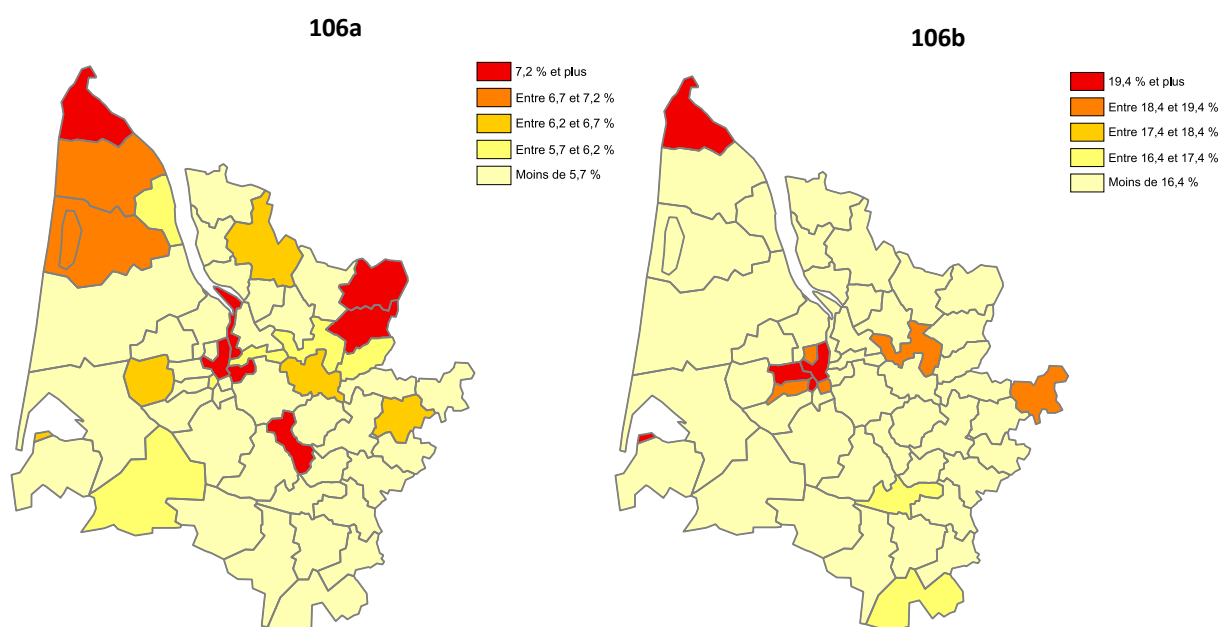 106a
7,2 % et plus
Entre 6,7 et 7,2 %
Entre 6,2 et 6,7 %
Entre 5,7 et 6,2 %
Moins de 5,7 %
106b
19,4 % et plus
Entre 18,4 et 19,4 %
Entre 17,4 et 18,4 %
Entre 16,4 et 17,4 %
Moins de 16,4 %